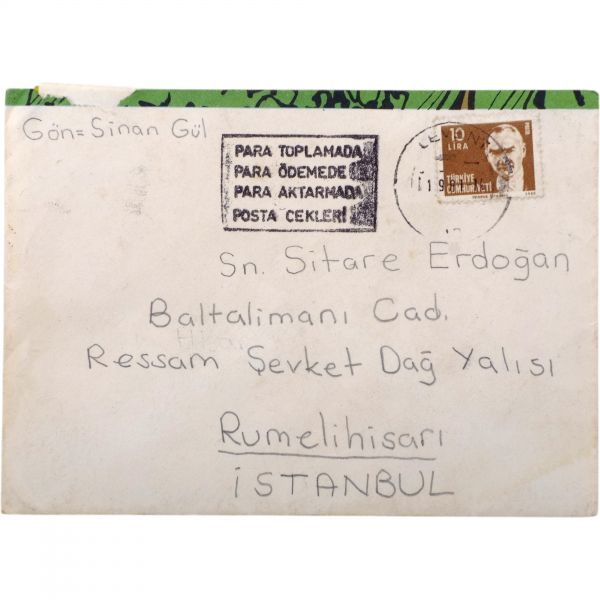 Gön= Sinan Gül
PARA TOPLAMADA
PARA ÖDEMEDE
PARA AKTARMADA
POSTA ÇEKLERİ
10
LİRA
TÜRKİYE
CUMHURİYETİ
Sn. Sitare Erdoğan
Baltalimanı Cad.
Ressam Şevket Dağ Yalısı
Rumelihisarı
İSTANBUL